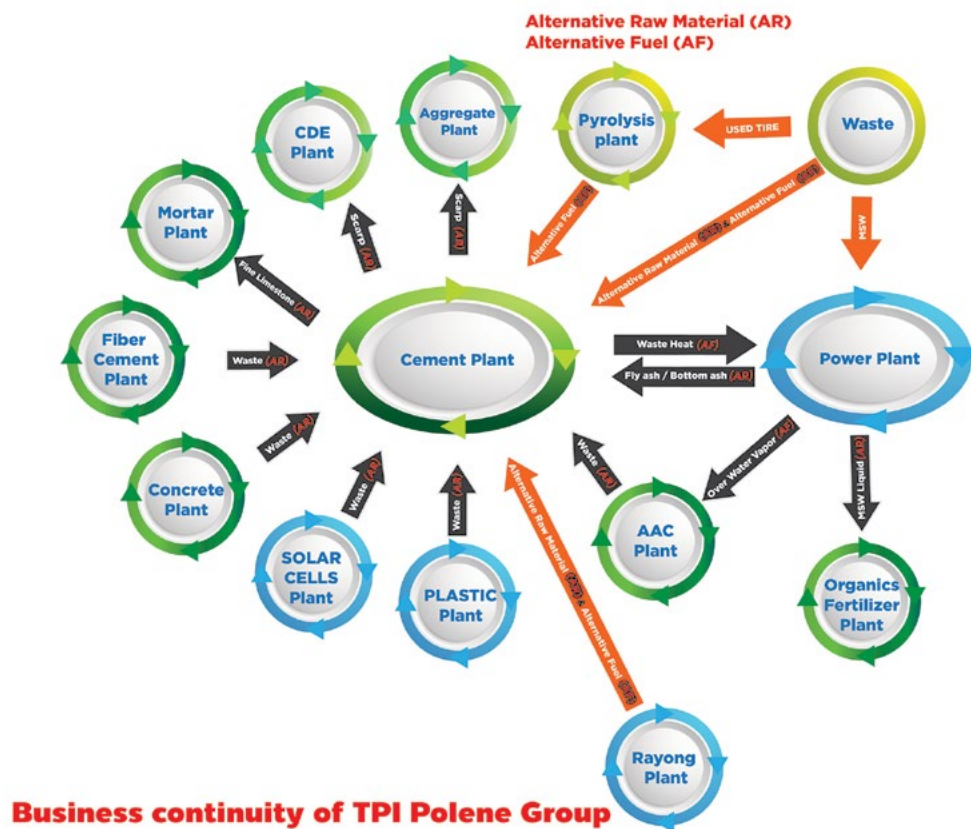 Alternative Raw Material (AR)
Alternative Fuel (AF)
CDE
Plant
Aggregate
Plant
Pyrolysis
plant
USED TIRE
Waste
Mortar
Plant
Scarp (AR)
Scarp (AR)
Alternative Fuel (AF)
Alternative Raw Material (AR) & Alternative Fuel (AF)
MSW
Fine Limestone (AR)
Fiber
Cement
Plant
Waste (AR)
Cement Plant
Waste Heat (AF)
Fly ash / Bottom ash (AR)
Power Plant
Concrete
Plant
Waste (AR)
SOLAR
CELLS
Plant
Waste (AR)
PLASTIC
Plant
Waste (AR)
Alternative Raw Material (AR) & Alternative Fuel (AF)
Waste (AR)
AAC
Plant
Over Water Vapor (AF)
MSW Liquid (AR)
Organics
Fertilizer
Plant
Rayong
Plant
Business continuity of TPI Polene Group